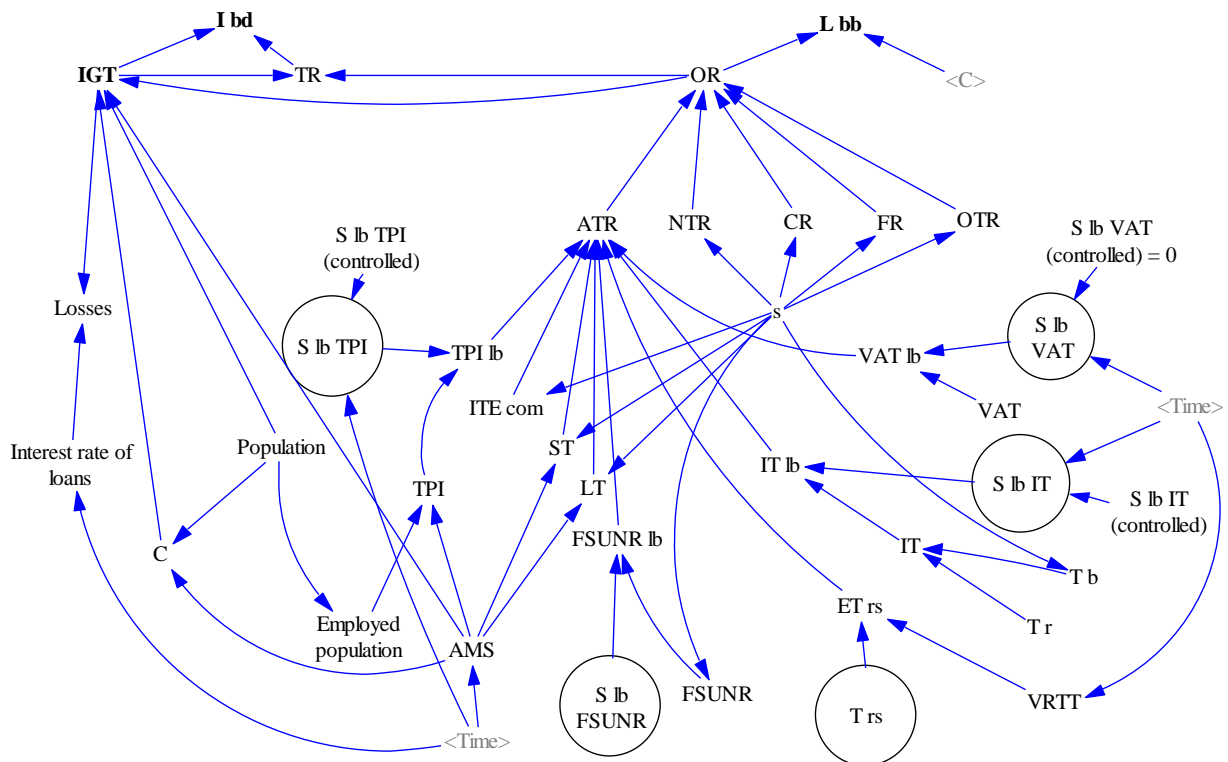 I bd
L bb
IGT
TR
OR
<C>
ATR
NTR
CR
FR
OTR
S lb TPI
(controlled)
S lb VAT
(controlled) = 0
Losses
S lb TPI
TPI lb
s
VAT lb
S lb
VAT
ITE com
VAT
<Time>
Interest rate of
loans
Population
ST
TPI
LT
IT lb
S lb IT
S lb IT
(controlled)
C
FSUNR lb
IT
T b
Employed
population
AMS
ET rs
T r
S lb
FSUNR
FSUNR
T rs
VRTT
<Time>